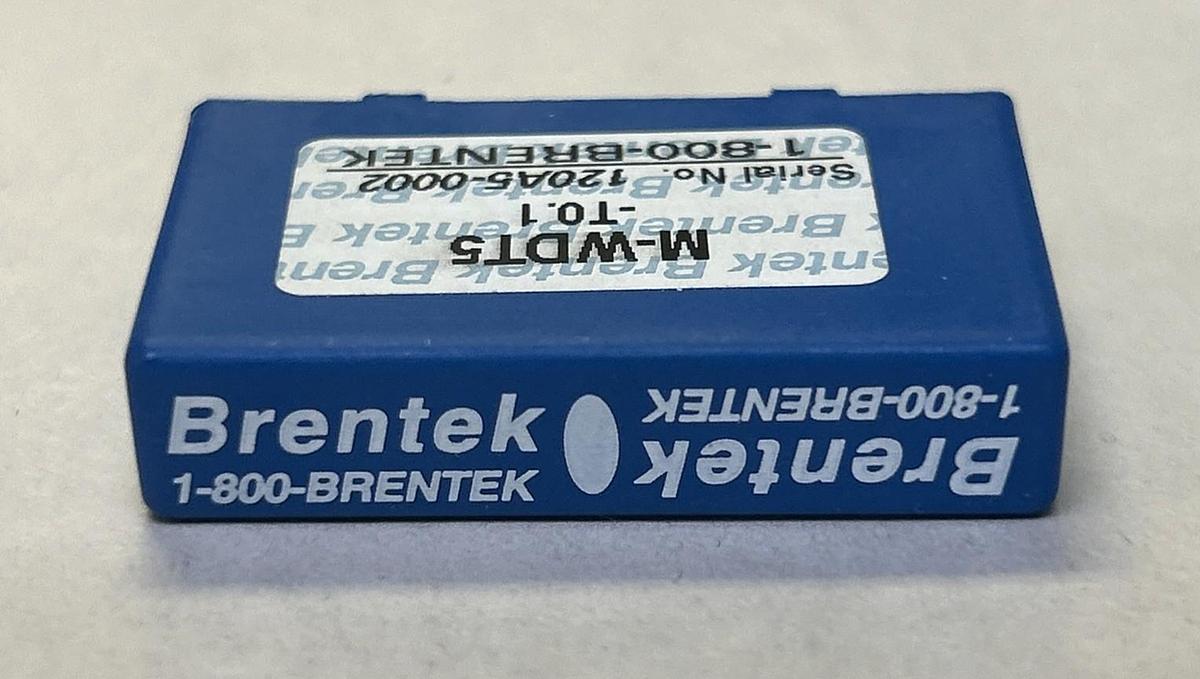 M-WDT5
-T0.1
Serial No. 120A5-0002
1-800-BRENTEK
Brentek
1-800-BRENTEK
Brentek
1-800-BRENTEK